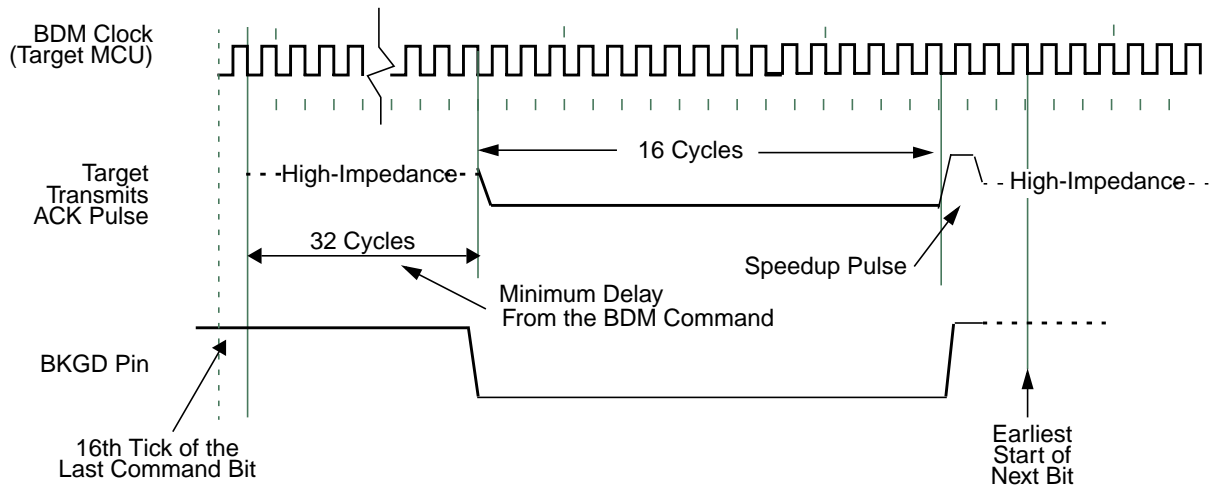 BDM Clock
(Target MCU)
16 Cycles
Target
Transmits
ACK Pulse
High-Impedance
High-Impedance
32 Cycles
Speedup Pulse
Minimum Delay
From the BDM Command
BKGD Pin
16th Tick of the
Last Command Bit
Earliest
Start of
Next Bit